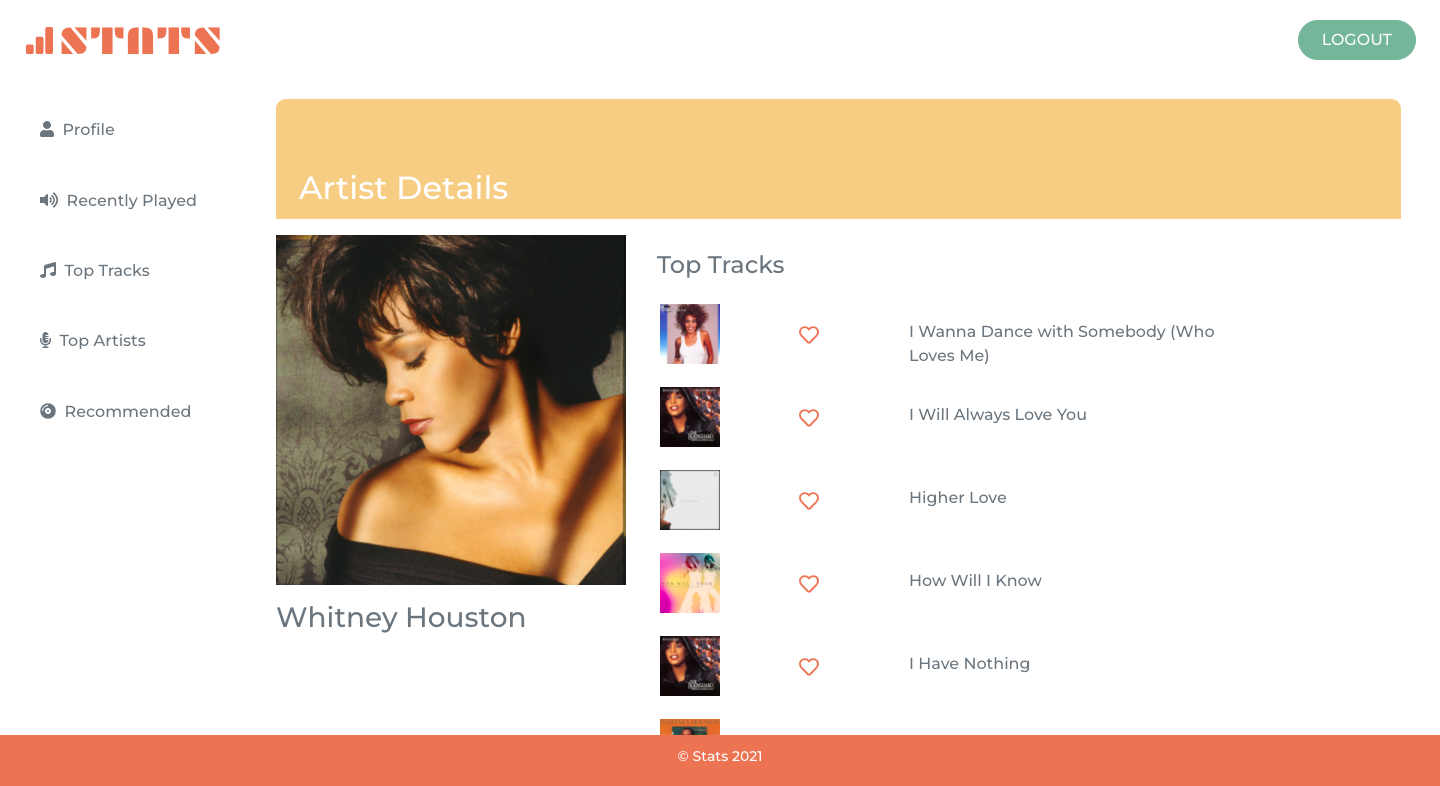 STATS
LOGOUT
Profile
Recently Played
Top Tracks
Top Artists
Recommended
Artist Details
Whitney Houston
Top Tracks
I Wanna Dance with Somebody (Who
Loves Me)
I Will Always Love You
Higher Love
How Will I Know
I Have Nothing
© Stats 2021